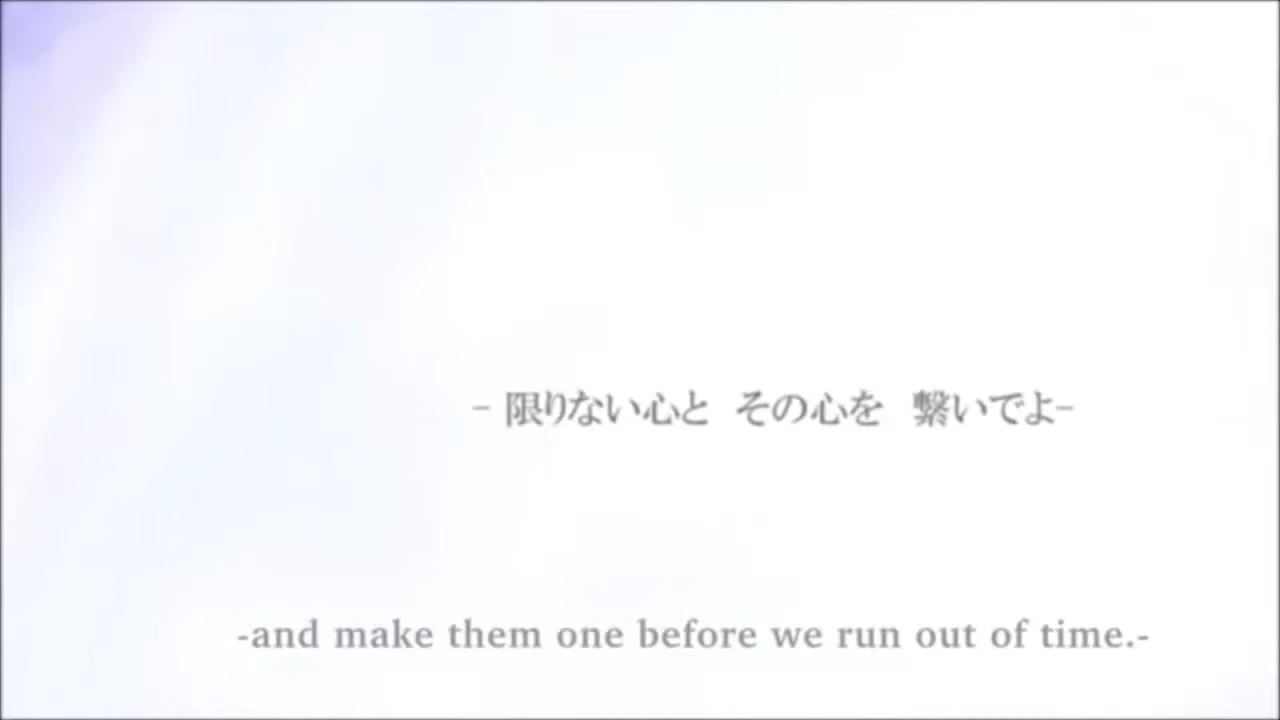 - 限りない心と その心を 繋いでよ-
-and make them one before we run out of time.-